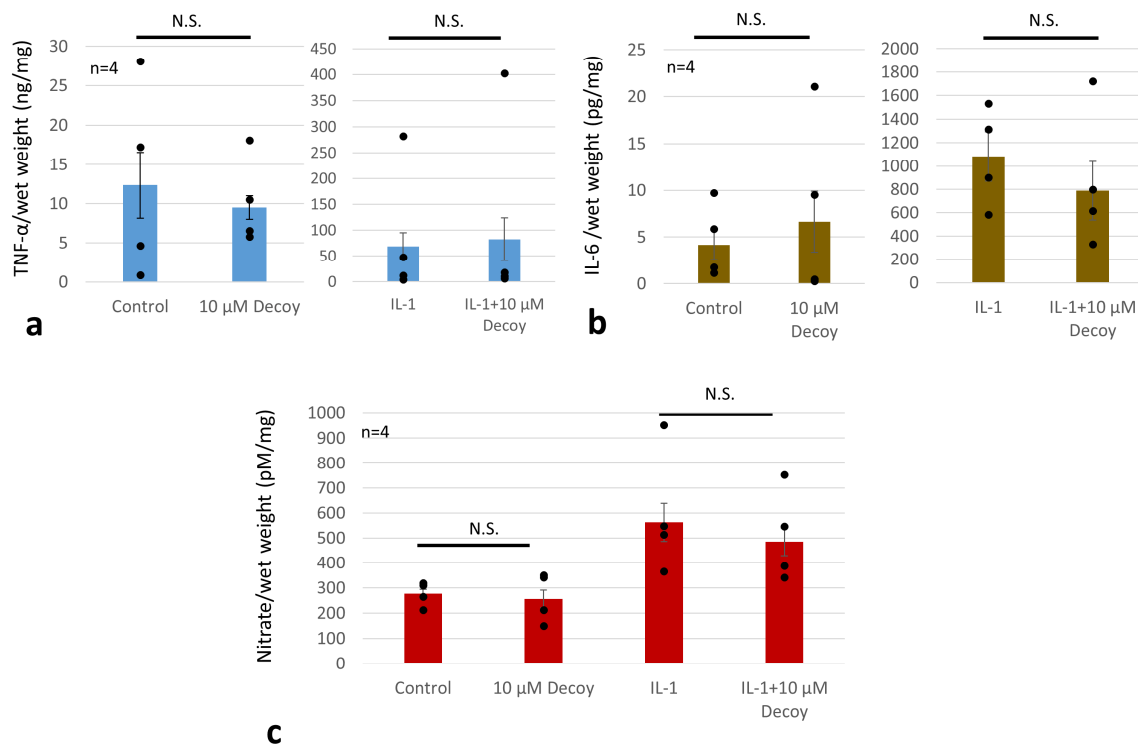 N.S.
N.S.
TNF-α/wet weight (ng/mg)
n=4
30
25
20
15
10
5
0
Control
10 µM Decoy
450
400
350
300
250
200
150
100
50
0
IL-1
IL-1+10 µM
Decoy
a
N.S.
N.S.
IL-6 /wet weight (pg/mg)
n=4
25
20
15
10
5
0
Control
10 µM
Decoy
2000
1800
1600
1400
1200
1000
800
600
400
200
0
IL-1
IL-1+10 µM
Decoy
b
N.S.
N.S.
Nitrate/wet weight (pM/mg)
n=4
1000
900
800
700
600
500
400
300
200
100
0
Control
10 µM Decoy
IL-1
IL-1+10 µM
Decoy
c